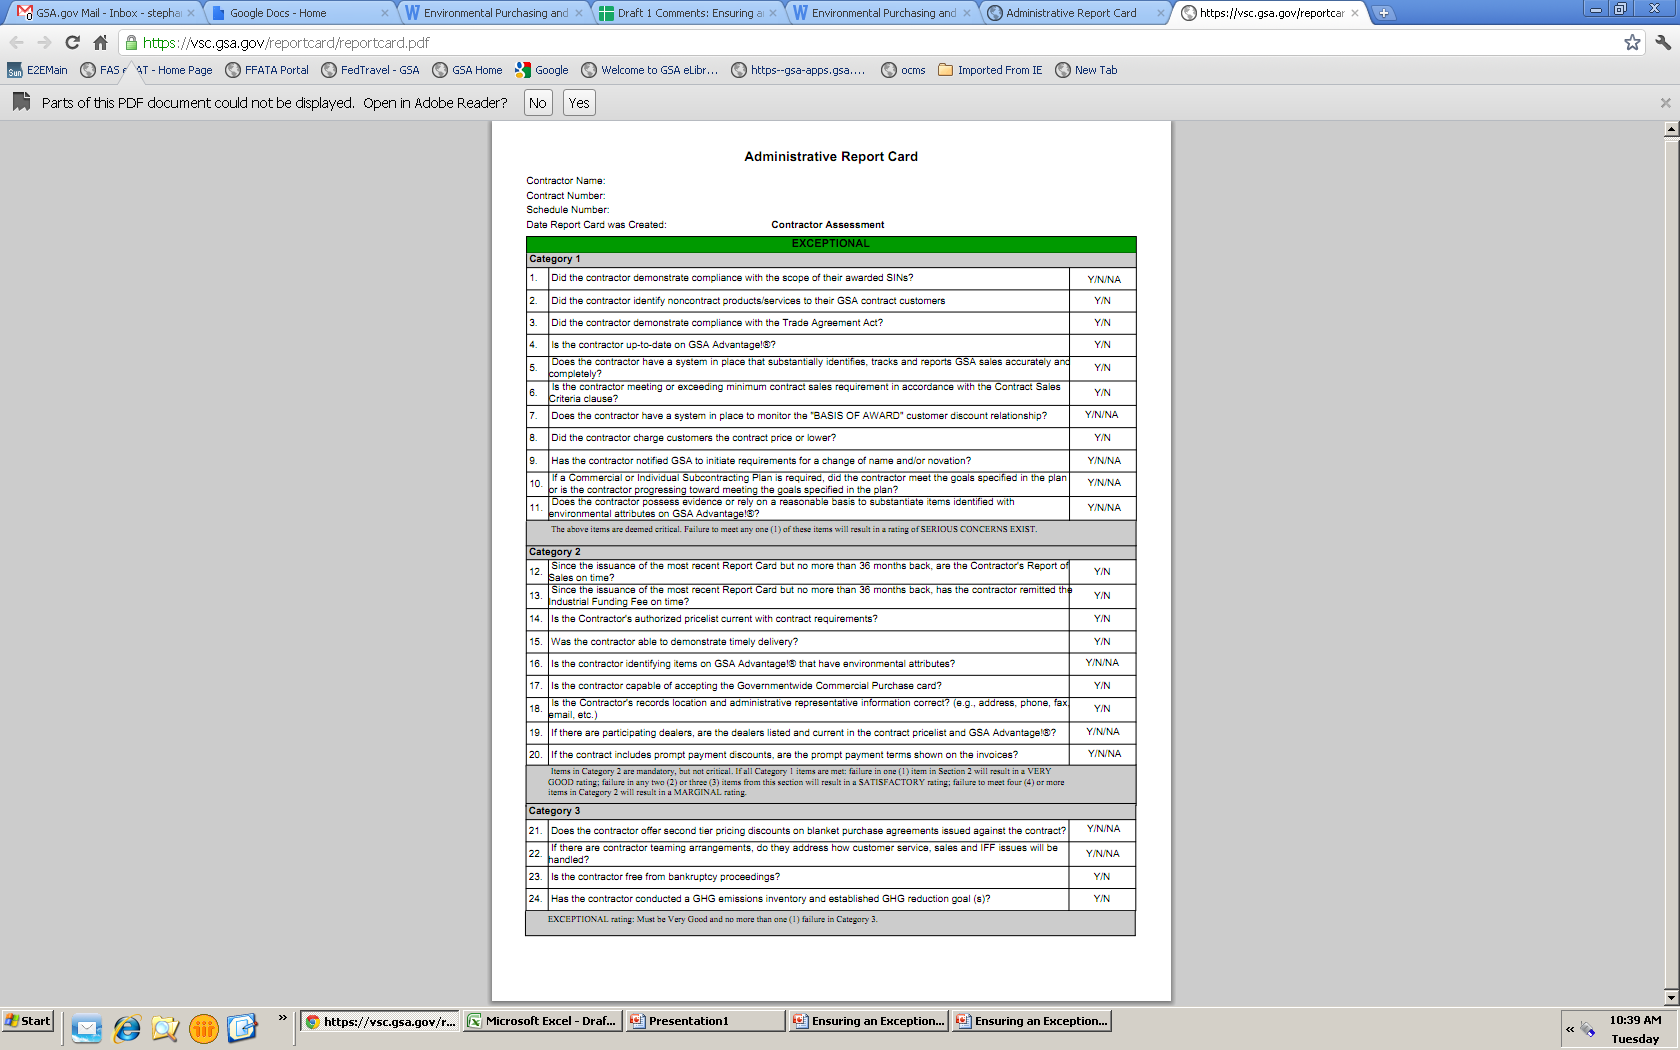 GSA.gov Mail - Inbox - stepha
Google Docs - Home
Environmental Purchasing and
Draft 1 Comments: Ensuring a
Environmental Purchasing and
Administrative Report Card
https://vsc.gsa.gov/reportcar
https://vsc.gsa.gov/reportcard/reportcard.pdf
Sun E2EMain
FAS eCAT - Home Page
FFATA Portal
FedTravel - GSA
GSA Home
Google
Welcome to GSA eLibr...
https--gsa-apps.gsa....
ocms
Imported From IE
New Tab
Parts of this PDF document could not be displayed. Open in Adobe Reader? No Yes
Administrative Report Card
Contractor Name:
Contract Number:
Schedule Number:
Date Report Card was Created: Contractor Assessment
EXCEPTIONAL
Category 1
1. Did the contractor demonstrate compliance with the scope of their awarded SINs? Y/N/NA
2. Did the contractor identify noncontract products/services to their GSA contract customers Y/N
3. Did the contractor demonstrate compliance with the Trade Agreement Act? Y/N
4. Is the contractor up-to-date on GSA Advantage!®? Y/N
5. Does the contractor have a system in place that substantially identifies, tracks and reports GSA sales accurately and
completely? Y/N
6. Is the contractor meeting or exceeding minimum contract sales requirement in accordance with the Contract Sales
Criteria clause? Y/N
7. Does the contractor have a system in place to monitor the "BASIS OF AWARD" customer discount relationship? Y/N/NA
8. Did the contractor charge customers the contract price or lower? Y/N
9. Has the contractor notified GSA to initiate requirements for a change of name and/or novation? Y/N/NA
10. If a Commercial or Individual Subcontracting Plan is required, did the contractor meet the goals specified in the plan
or is the contractor progressing toward meeting the goals specified in the plan? Y/N/NA
11. Does the contractor possess evidence or rely on a reasonable basis to substantiate items identified with
environmental attributes on GSA Advantage!®? Y/N/NA
The above items are deemed critical. Failure to meet any one (1) of these items will result in a rating of SERIOUS CONCERNS EXIST.
Category 2
12. Since the issuance of the most recent Report Card but no more than 36 months back, are the Contractor's Report of
Sales on time? Y/N
13. Since the issuance of the most recent Report Card but no more than 36 months back, has the contractor remitted the
Industrial Funding Fee on time? Y/N
14. Is the Contractor's authorized pricelist current with contract requirements? Y/N
15. Was the contractor able to demonstrate timely delivery? Y/N
16. Is the contractor identifying items on GSA Advantage!® that have environmental attributes? Y/N/NA
17. Is the contractor capable of accepting the Governmentwide Commercial Purchase card? Y/N
18. Is the Contractor's records location and administrative representative information correct? (e.g., address, phone, fax,
email, etc.) Y/N
19. If there are participating dealers, are the dealers listed and current in the contract pricelist and GSA Advantage!®? Y/N/NA
20. If the contract includes prompt payment discounts, are the prompt payment terms shown on the invoices? Y/N/NA
Items in Category 2 are mandatory, but not critical. If all Category 1 items are met: failure in one (1) item in Section 2 will result in a VERY
GOOD rating; failure in any two (2) or three (3) items from this section will result in a SATISFACTORY rating; failure to meet four (4) or more
items in Category 2 will result in a MARGINAL rating.
Category 3
21. Does the contractor offer second tier pricing discounts on blanket purchase agreements issued against the contract? Y/N/NA
22. If there are contractor teaming arrangements, do they address how customer service, sales and IFF issues will be
handled? Y/N/NA
23. Is the contractor free from bankruptcy proceedings? Y/N
24. Has the contractor conducted a GHG emissions inventory and established GHG reduction goal (s)? Y/N
EXCEPTIONAL rating: Must be Very Good and no more than one (1) failure in Category 3.
Start
https://vsc.gsa.gov/r...
Microsoft Excel - Draf...
Presentation1
Ensuring an Exception...
Ensuring an Exception...
10:39 AM
Tuesday